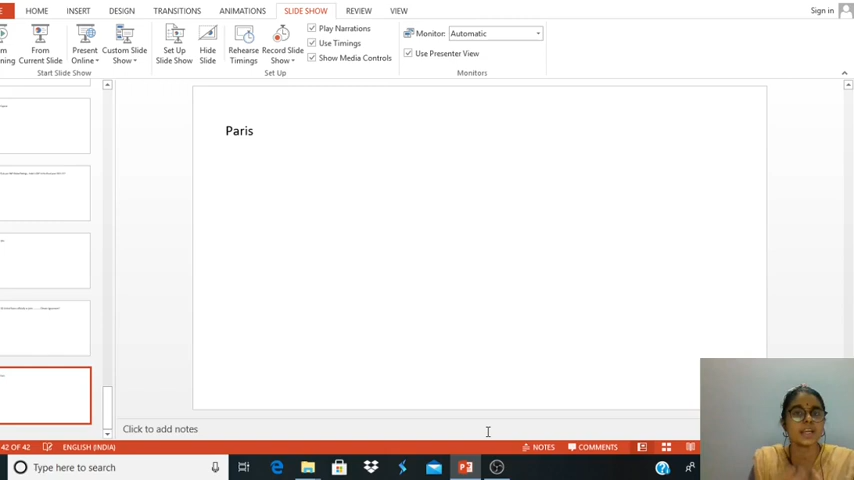 HOME INSERT DESIGN TRANSITIONS ANIMATIONS SLIDE SHOW REVIEW VIEW Sign in
From Current Slide
Present Online
Custom Slide Show
Set Up Slide Show
Hide Slide
Rehearse Timings
Record Slide Show
Play Narrations
Use Timings
Show Media Controls
Monitor: Automatic
Use Presenter View
Start Slide Show Set Up Monitors
Paris
Click to add notes
42 OF 42 ENGLISH (INDIA) NOTES COMMENTS
Type here to search